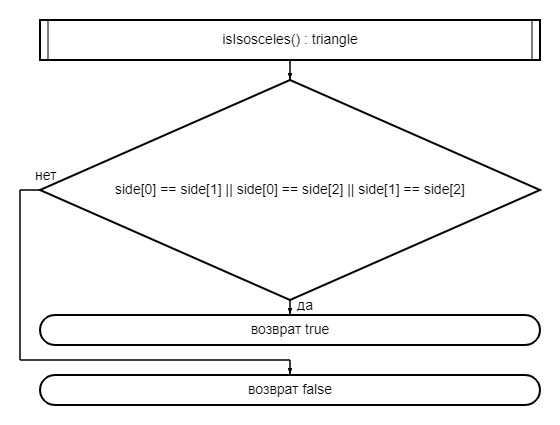 isIsosceles() : triangle
нет
side[0] == side[1] || side[0] == side[2] || side[1] == side[2]
да
возврат true
возврат false